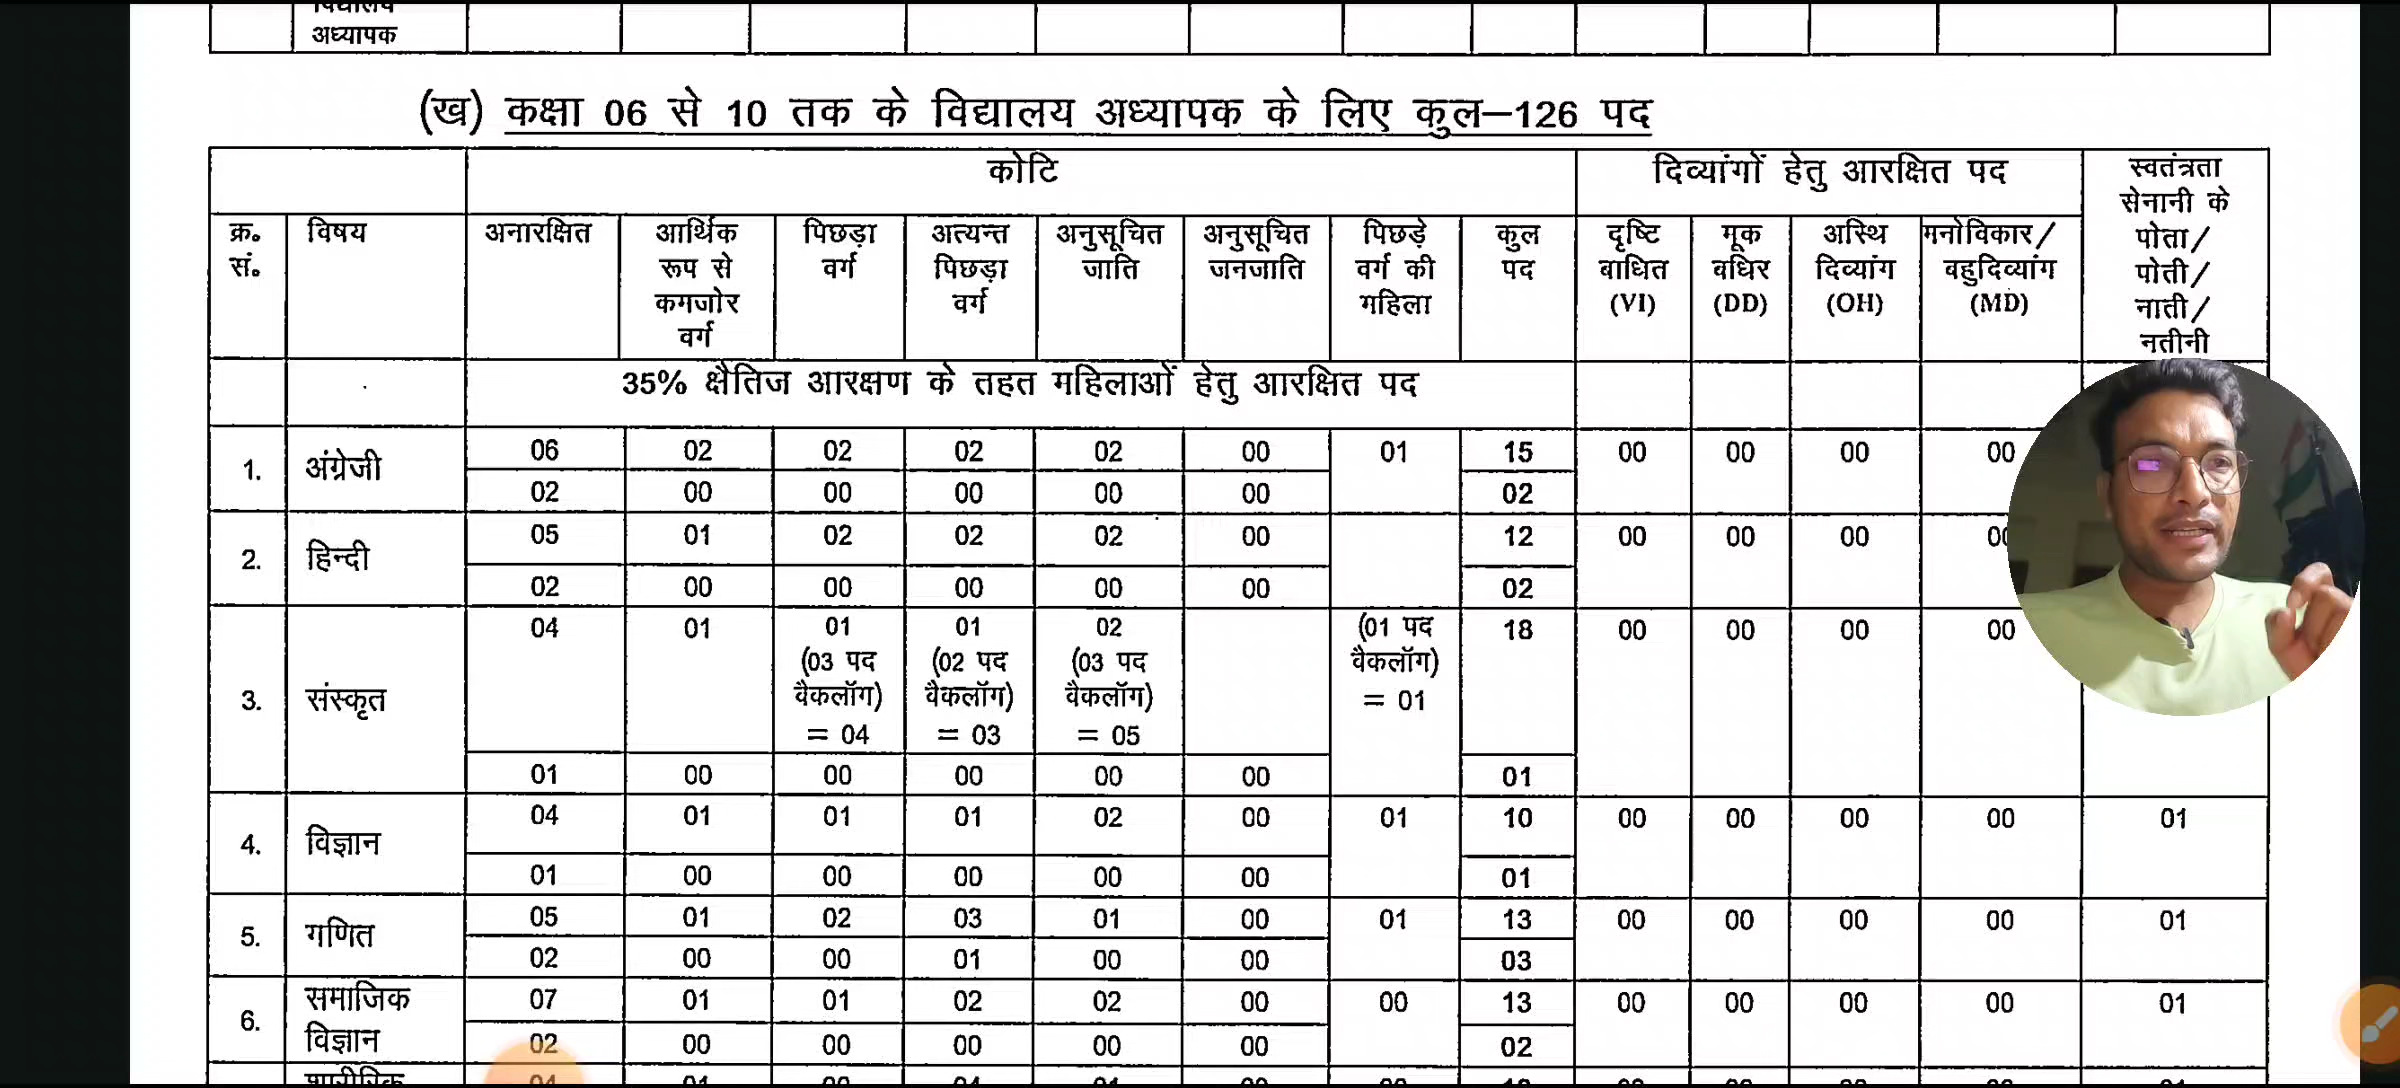 अध्यापक
(ख) कक्षा 06 से 10 तक के विद्यालय अध्यापक के लिए कुल–126 पद
कोटि
दिव्यांगों हेतु आरक्षित पद
स्वतंत्रता
सेनानी के
पोता/
पोती/
नाती/
नतीनी
क्र.
सं.
विषय
अनारक्षित
आर्थिक
रूप से
कमजोर
वर्ग
पिछड़ा
वर्ग
अत्यन्त
पिछड़ा
वर्ग
अनुसूचित
जाति
अनुसूचित
जनजाति
पिछड़े
वर्ग की
महिला
कुल
पद
दृष्टि
बाधित
(VI)
मूक
बधिर
(DD)
अस्थि
दिव्यांग
(OH)
मनोविकार/
बहुदिव्यांग
(MD)
35% क्षैतिज आरक्षण के तहत महिलाओं हेतु आरक्षित पद
1. अंग्रेजी
06 02 02 02 02 00 01 15 00 00 00 00
02 00 00 00 00 00 02
2. हिन्दी
05 01 02 02 02 00 12 00 00 00
02 00 00 00 00 00 02
3. संस्कृत
04 01
01
(03 पद
वैकलॉग)
= 04
01
(02 पद
वैकलॉग)
= 03
02
(03 पद
वैकलॉग)
= 05
(01 पद
वैकलॉग)
= 01
18 00 00 00 00
01 00 00 00 00 00 01
4. विज्ञान
04 01 01 01 02 00 01 10 00 00 00 00 01
01 00 00 00 00 00 01
5. गणित
05 01 02 03 01 00 01 13 00 00 00 00 01
02 00 00 01 00 00 03
6. समाजिक
विज्ञान
07 01 01 02 02 00 00 13 00 00 00 00 01
02 00 00 00 00 00 02